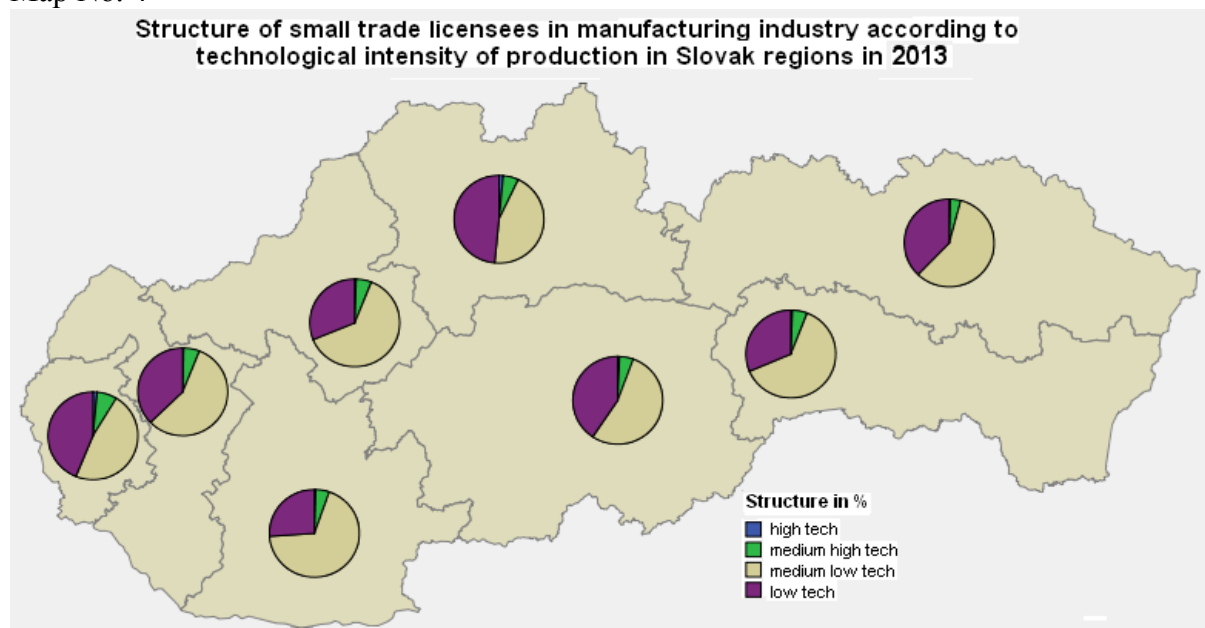 Structure of small trade licensees in manufacturing industry according to
technological intensity of production in Slovak regions in 2013
Structure in %
high tech
medium high tech
medium low tech
low tech